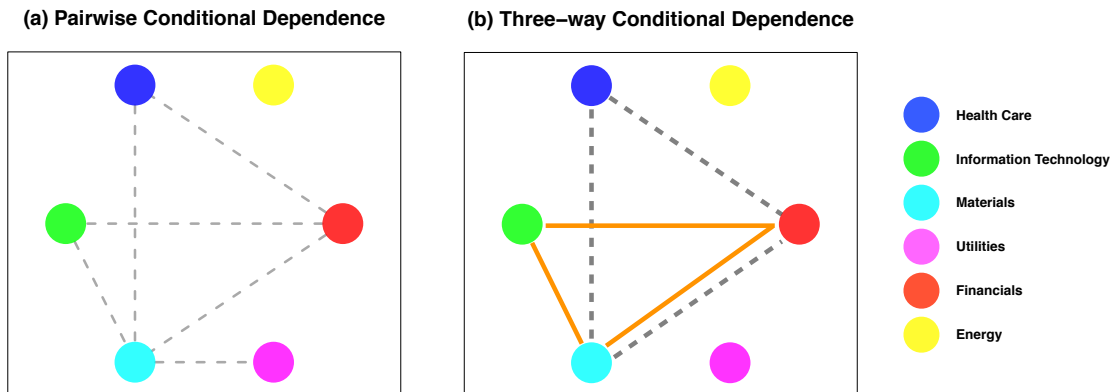 (a) Pairwise Conditional Dependence
(b) Three−way Conditional Dependence
Health Care
Information Technology
Materials
Utilities
Financials
Energy